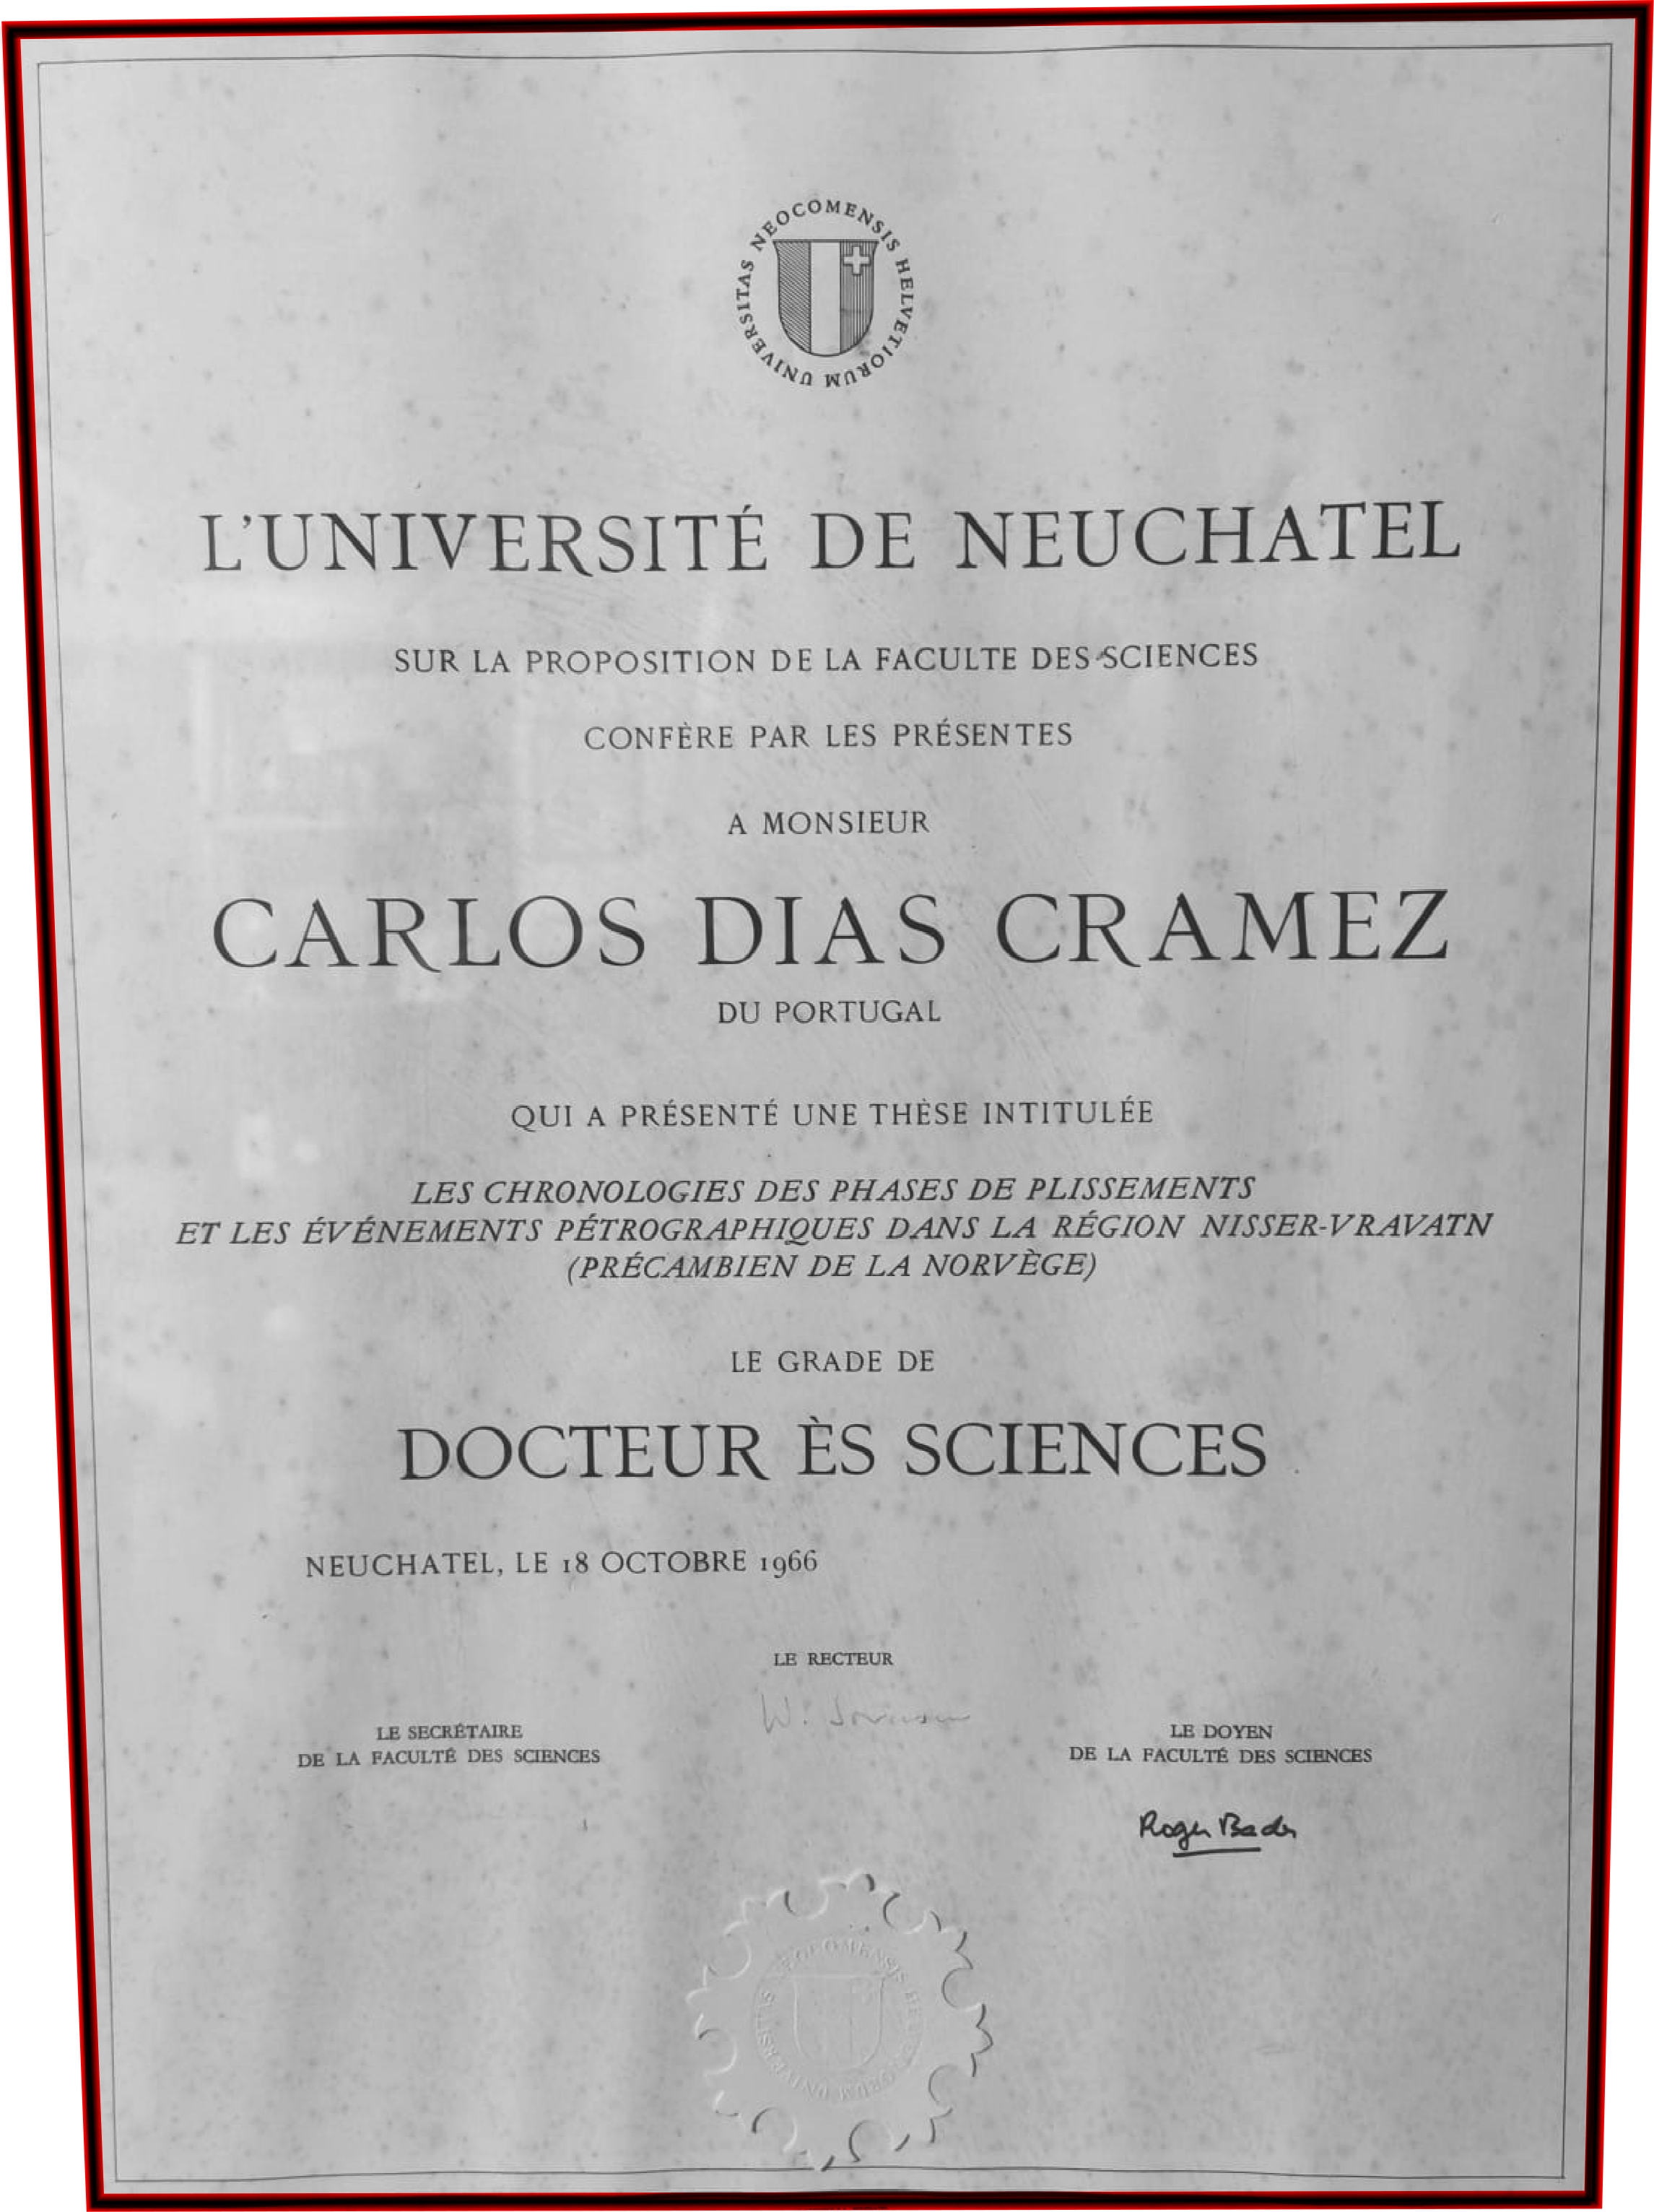 UNIVERSITAS NEOCOMENSIS HELVETIORUM
L'UNIVERSITÉ DE NEUCHATEL
SUR LA PROPOSITION DE LA FACULTE DES SCIENCES
CONFÈRE PAR LES PRÉSENTES
A MONSIEUR
CARLOS DIAS CRAMEZ
DU PORTUGAL
QUI A PRÉSENTÉ UNE THÈSE INTITULÉE
LES CHRONOLOGIES DES PHASES DE PLISSEMENTS
ET LES ÉVÉNEMENTS PÉTROGRAPHIQUES DANS LA RÉGION NISSER-VRAVATN
(PRÉCAMBIEN DE LA NORVÈGE)
LE GRADE DE
DOCTEUR ÈS SCIENCES
NEUCHATEL, LE 18 OCTOBRE 1966
LE RECTEUR
W.
LE SECRÉTAIRE
DE LA FACULTÉ DES SCIENCES
LE DOYEN
DE LA FACULTÉ DES SCIENCES
Roger Bader
UNIVERSITAS NEOCOMENSIS HELVETIORUM